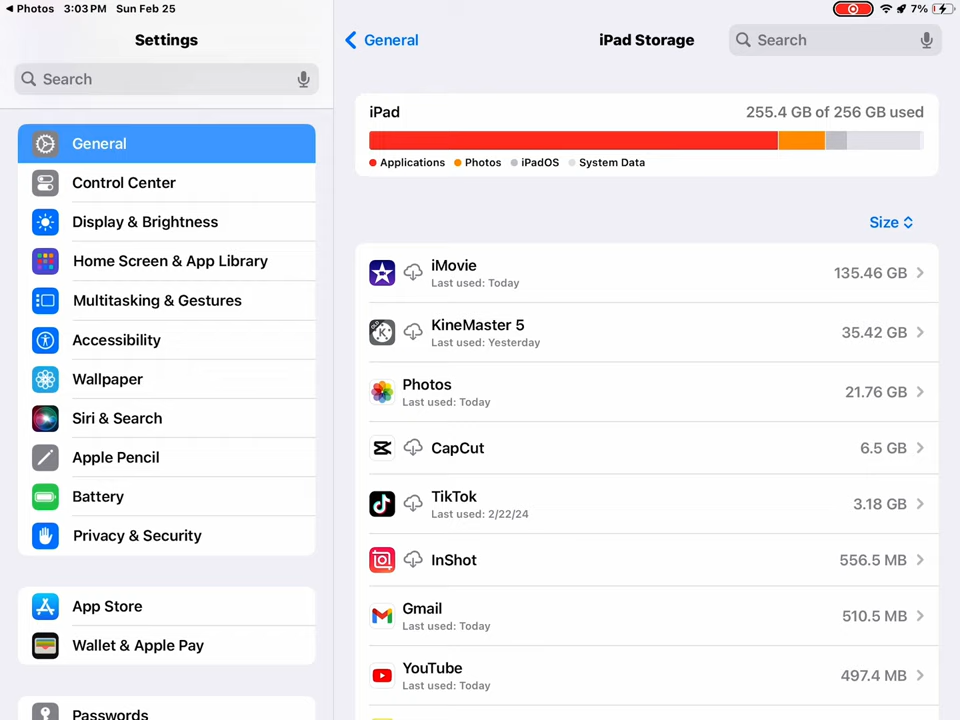 Photos 3:03 PM Sun Feb 25
7%
Settings
Search
General
Control Center
Display & Brightness
Home Screen & App Library
Multitasking & Gestures
Accessibility
Wallpaper
Siri & Search
Apple Pencil
Battery
Privacy & Security
App Store
Wallet & Apple Pay
Passwords
General
iPad Storage
Search
iPad
255.4 GB of 256 GB used
Applications Photos iPadOS System Data
Size
iMovie
Last used: Today
135.46 GB
KineMaster 5
Last used: Yesterday
35.42 GB
Photos
Last used: Today
21.76 GB
CapCut
6.5 GB
TikTok
Last used: 2/22/24
3.18 GB
InShot
556.5 MB
Gmail
Last used: Today
510.5 MB
YouTube
Last used: Today
497.4 MB